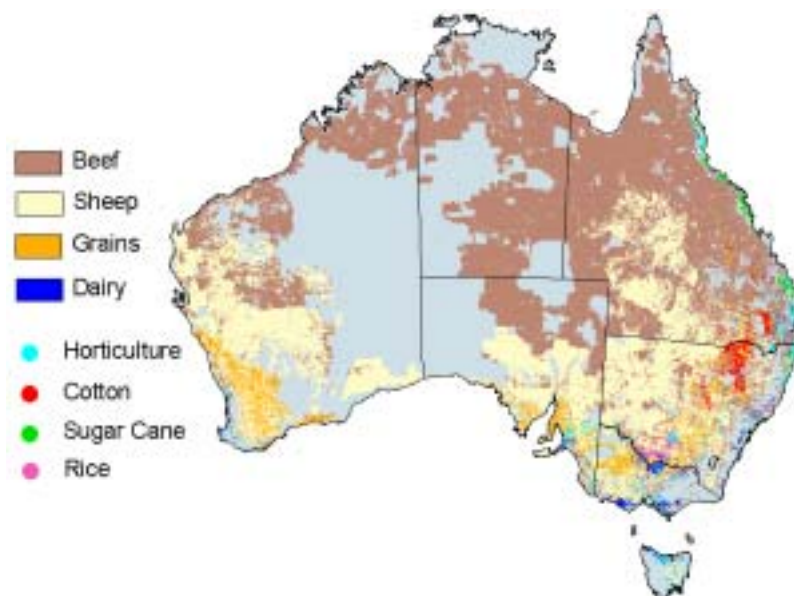 Beef
Sheep
Grains
Dairy
Horticulture
Cotton
Sugar Cane
Rice